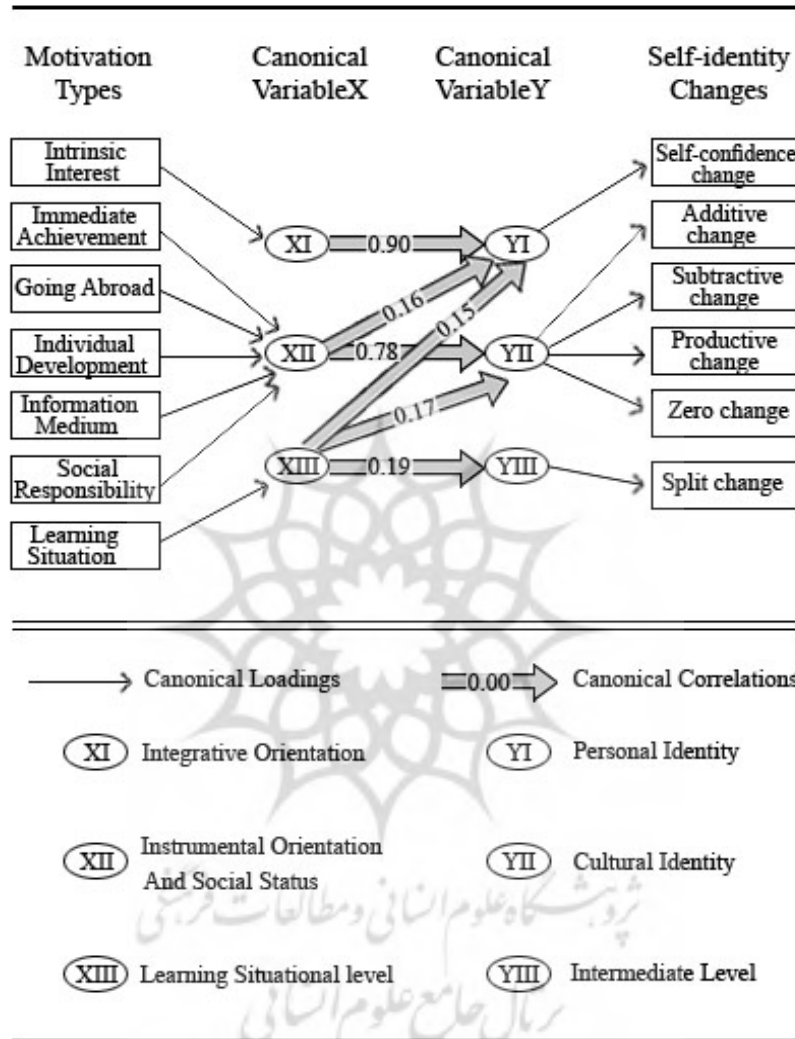 Motivation Types
Canonical VariableX
Canonical VariableY
Self-identity Changes
Intrinsic Interest
Immediate Achievement
Going Abroad
Individual Development
Information Medium
Social Responsibility
Learning Situation
XI
0.90
YI
XII
0.16
0.15
0.78
YII
0.17
XIII
0.19
YIII
Self-confidence change
Additive change
Subtractive change
Productive change
Zero change
Split change
Canonical Loadings
0.00
Canonical Correlations
XI
Integrative Orientation
YI
Personal Identity
XII
Instrumental Orientation
And Social Status
YII
Cultural Identity
پژوهشگاه علوم انسانی و مطالعات فرهنگی
XIII
Learning Situational level
YIII
Intermediate Level
پرتال جامع علوم انسانی